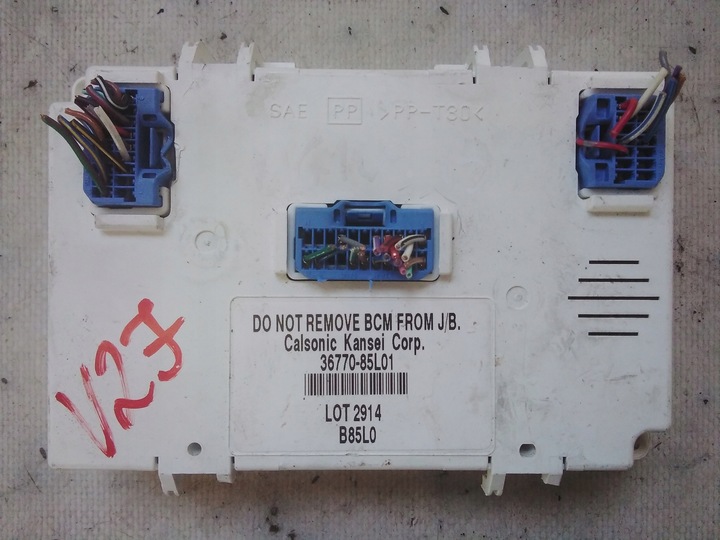 SAE PP >PP-T30<
DO NOT REMOVE BCM FROM J/B.
Calsonic Kansei Corp.
36770-85L01
LOT 2914
B85L0
V27